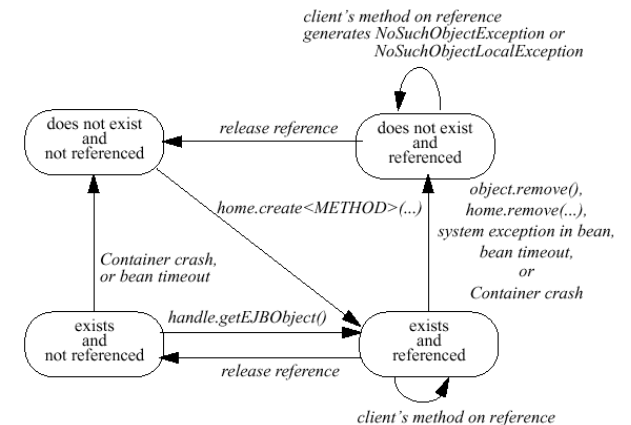 client's method on reference
generates NoSuchObjectException or
NoSuchObjectLocalException
does not exist
and
not referenced
release reference
does not exist
and
referenced
home.create<METHOD>(...)
object.remove(),
home.remove(...),
system exception in bean,
bean timeout,
or
Container crash
Container crash,
or bean timeout
exists
and
not referenced
handle.getEJBObject()
release reference
exists
and
referenced
client's method on reference